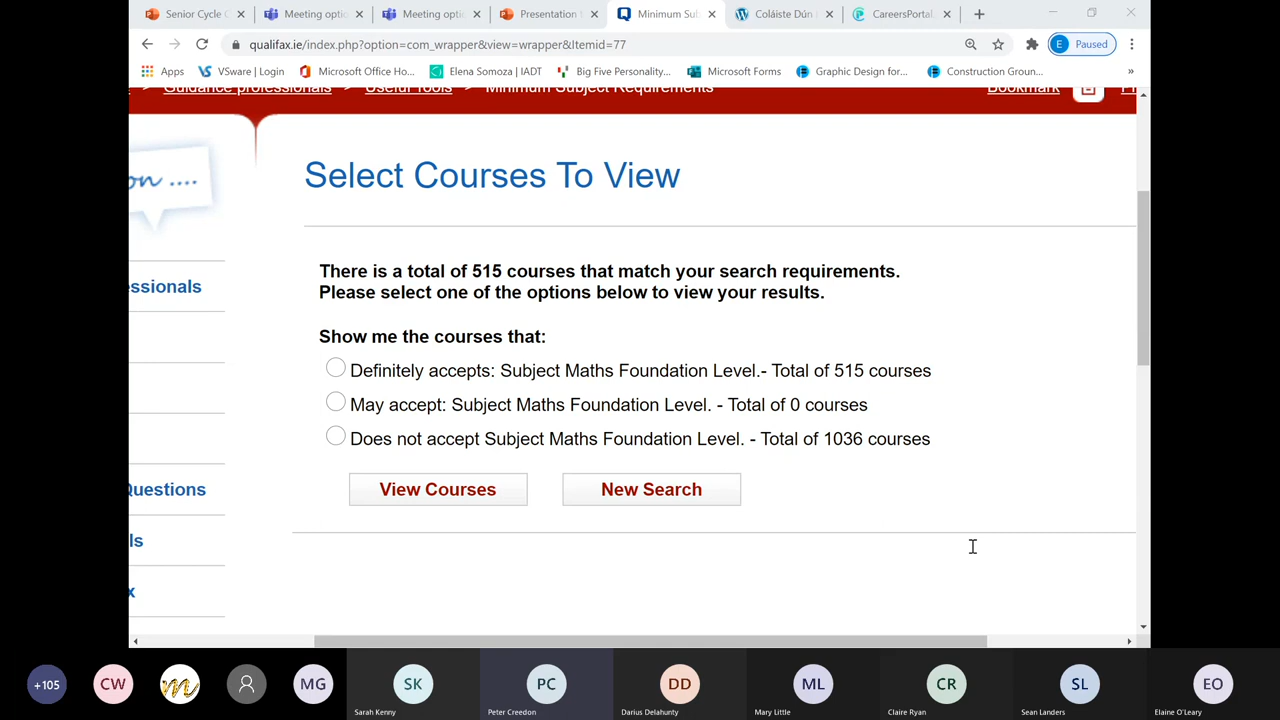 Senior Cycle C
Meeting option
Meeting optio
Presentation
Minimum Sub
Coláiste Dún
CareersPortal
qualifax.ie/index.php?option=com_wrapper&view=wrapper&Itemid=77
E
Paused
Apps
VSware | Login
Microsoft Office Ho...
Elena Somoza | IADT
Big Five Personality...
Microsoft Forms
Graphic Design for...
Construction Groun...
»
> Guidance professionals > Useful Tools > Minimum Subject Requirements
Bookmark
on ....
Select Courses To View
There is a total of 515 courses that match your search requirements.
Please select one of the options below to view your results.
Show me the courses that:
Definitely accepts: Subject Maths Foundation Level.- Total of 515 courses
May accept: Subject Maths Foundation Level. - Total of 0 courses
Does not accept Subject Maths Foundation Level. - Total of 1036 courses
View Courses
New Search
essionals
Questions
ls
x
+105
CW
m
MG
SK
Sarah Kenny
PC
Peter Creedon
DD
Darius Delahunty
ML
Mary Little
CR
Claire Ryan
SL
Sean Landers
EO
Elaine O'Leary